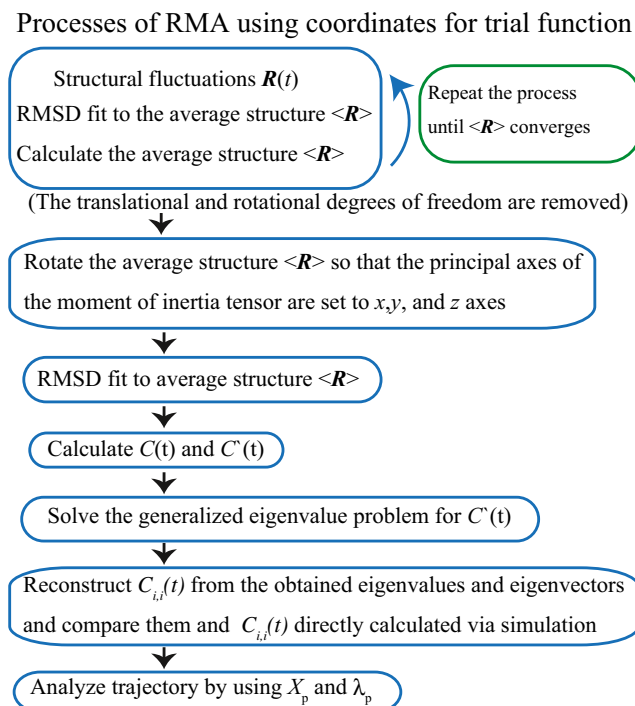 Processes of RMA using coordinates for trial function
Structural fluctuations R(t)
RMSD fit to the average structure <R>
Calculate the average structure <R>
Repeat the process
until <R> converges
(The translational and rotational degrees of freedom are removed)
Rotate the average structure <R> so that the principal axes of
the moment of inertia tensor are set to x,y, and z axes
RMSD fit to average structure <R>
Calculate C(t) and C`(t)
Solve the generalized eigenvalue problem for C`(t)
Reconstruct C_{i,i}(t) from the obtained eigenvalues and eigenvectors
and compare them and C_{i,i}(t) directly calculated via simulation
Analyze trajectory by using X_p and λ_p